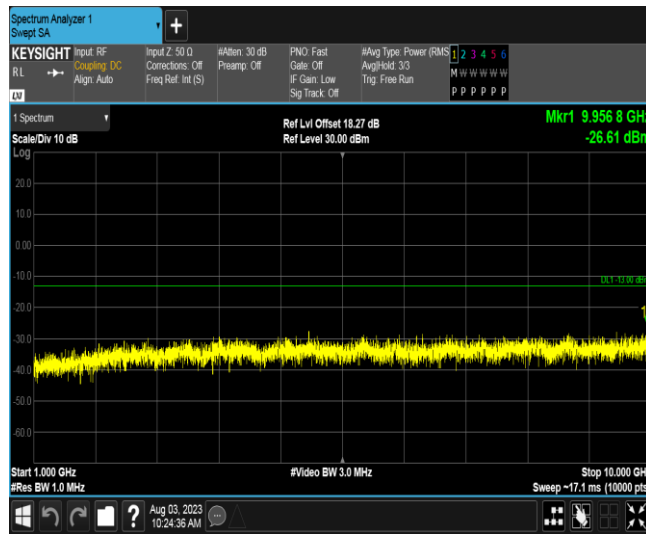 Spectrum Analyzer 1
Swept SA
+
KEYSIGHT
RL
LXI
Input: RF
Coupling: DC
Align: Auto
Input Z: 50 Ω
Corrections: Off
Freq Ref: Int (S)
#Atten: 30 dB
Preamp: Off
PNO: Fast
Gate: Off
IF Gain: Low
Sig Track: Off
#Avg Type: Power (RMS
Avg|Hold: 3/3
Trig: Free Run
1 2 3 4 5 6
M W W W W W
P P P P P P
1 Spectrum
Scale/Div 10 dB
Log
Ref Lvl Offset 18.27 dB
Ref Level 30.00 dBm
Mkr1 9.956 8 GHz
-26.61 dBm
20.0
10.0
0.00
-10.0
DL1 -13.00 dBm
-20.0
1
-30.0
-40.0
-50.0
-60.0
Start 1.000 GHz
#Res BW 1.0 MHz
#Video BW 3.0 MHz
Stop 10.000 GH
Sweep ~17.1 ms (10000 pts
?
Aug 03, 2023
10:24:36 AM